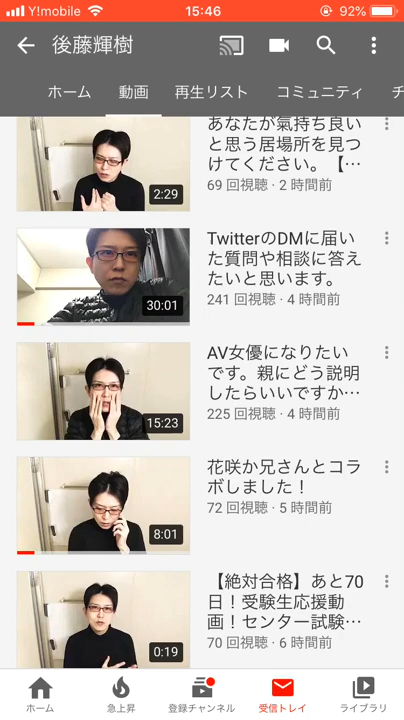 Y!mobile 15:46 92%
後藤輝樹
ホーム 動画 再生リスト コミュニティ チ
あなたが氣持ち良い
と思う居場所を見つ
けてください。【…
69 回視聴 · 2 時間前
2:29
TwitterのDMに届い
た質問や相談に答え
たいと思います。
241 回視聴 · 4 時間前
30:01
AV女優になりたい
です。親にどう説明
したらいいですか…
225 回視聴 · 4 時間前
15:23
花咲か兄さんとコラ
ボしました！
72 回視聴 · 5 時間前
8:01
【絶対合格】あと70
日！受験生応援動
画！センター試験…
70 回視聴 · 6 時間前
0:19
ホーム 急上昇 登録チャンネル 受信トレイ ライブラリ